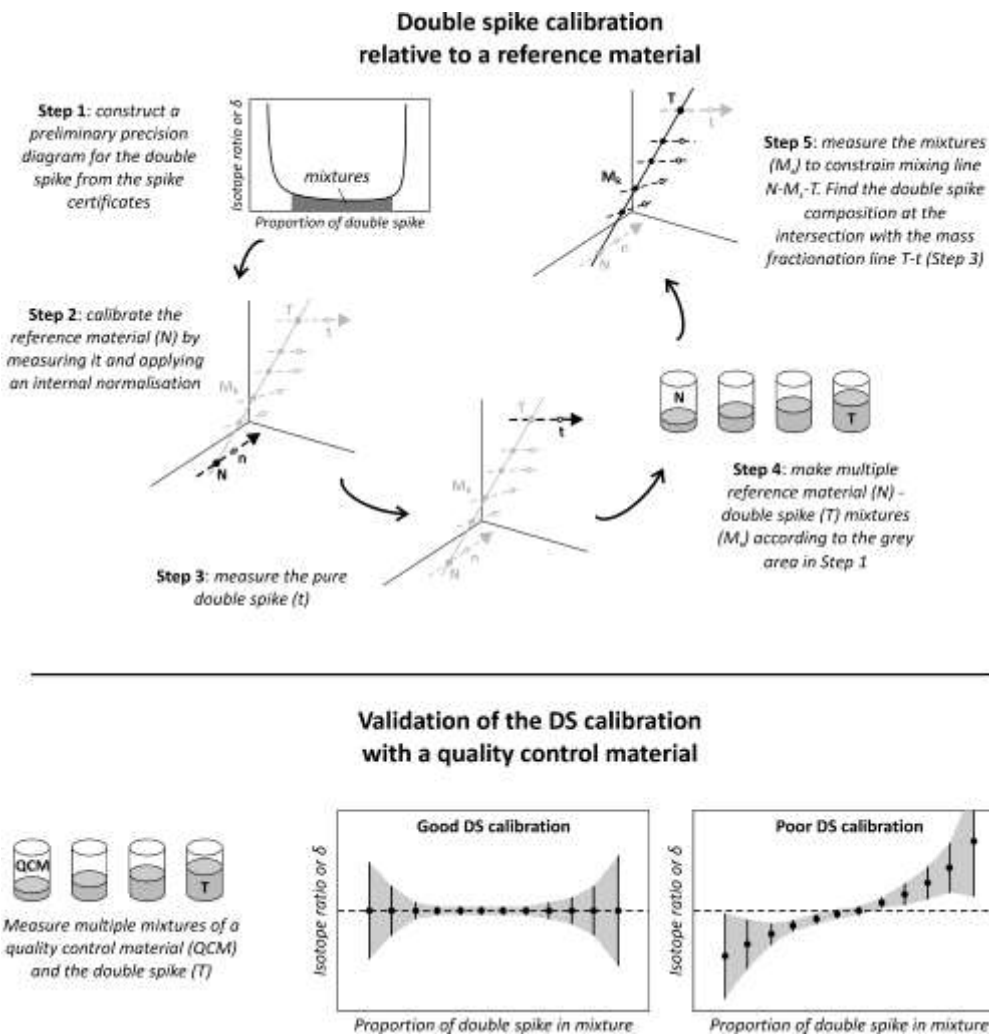 Double spike calibration
relative to a reference material
Step 1: construct a
preliminary precision
diagram for the double
spike from the spike
certificates
Isotope ratio or δ
mixtures
Proportion of double spike
T
t
Mₖ
N
n
Step 5: measure the mixtures
(Mₓ) to constrain mixing line
N-Mₓ-T. Find the double spike
composition at the
intersection with the mass
fractionation line T-t (Step 3)
Step 2: calibrate the
reference material (N) by
measuring it and applying
an internal normalisation
T
t
Mₖ
n
N
N
T
Step 4: make multiple
reference material (N) -
double spike (T) mixtures
(Mₓ) according to the grey
area in Step 1
T
t
Mₖ
n
N
Step 3: measure the pure
double spike (t)
Validation of the DS calibration
with a quality control material
QCM
T
Measure multiple mixtures of a
quality control material (QCM)
and the double spike (T)
Good DS calibration
Isotope ratio or δ
Proportion of double spike in mixture
Poor DS calibration
Isotope ratio or δ
Proportion of double spike in mixture